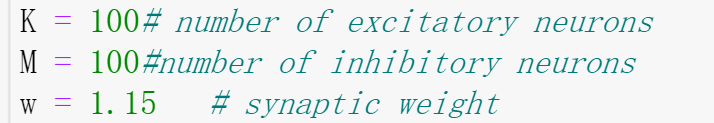 K = 100# number of excitatory neurons
M = 100#number of inhibitory neurons
w = 1.15   # synaptic weight